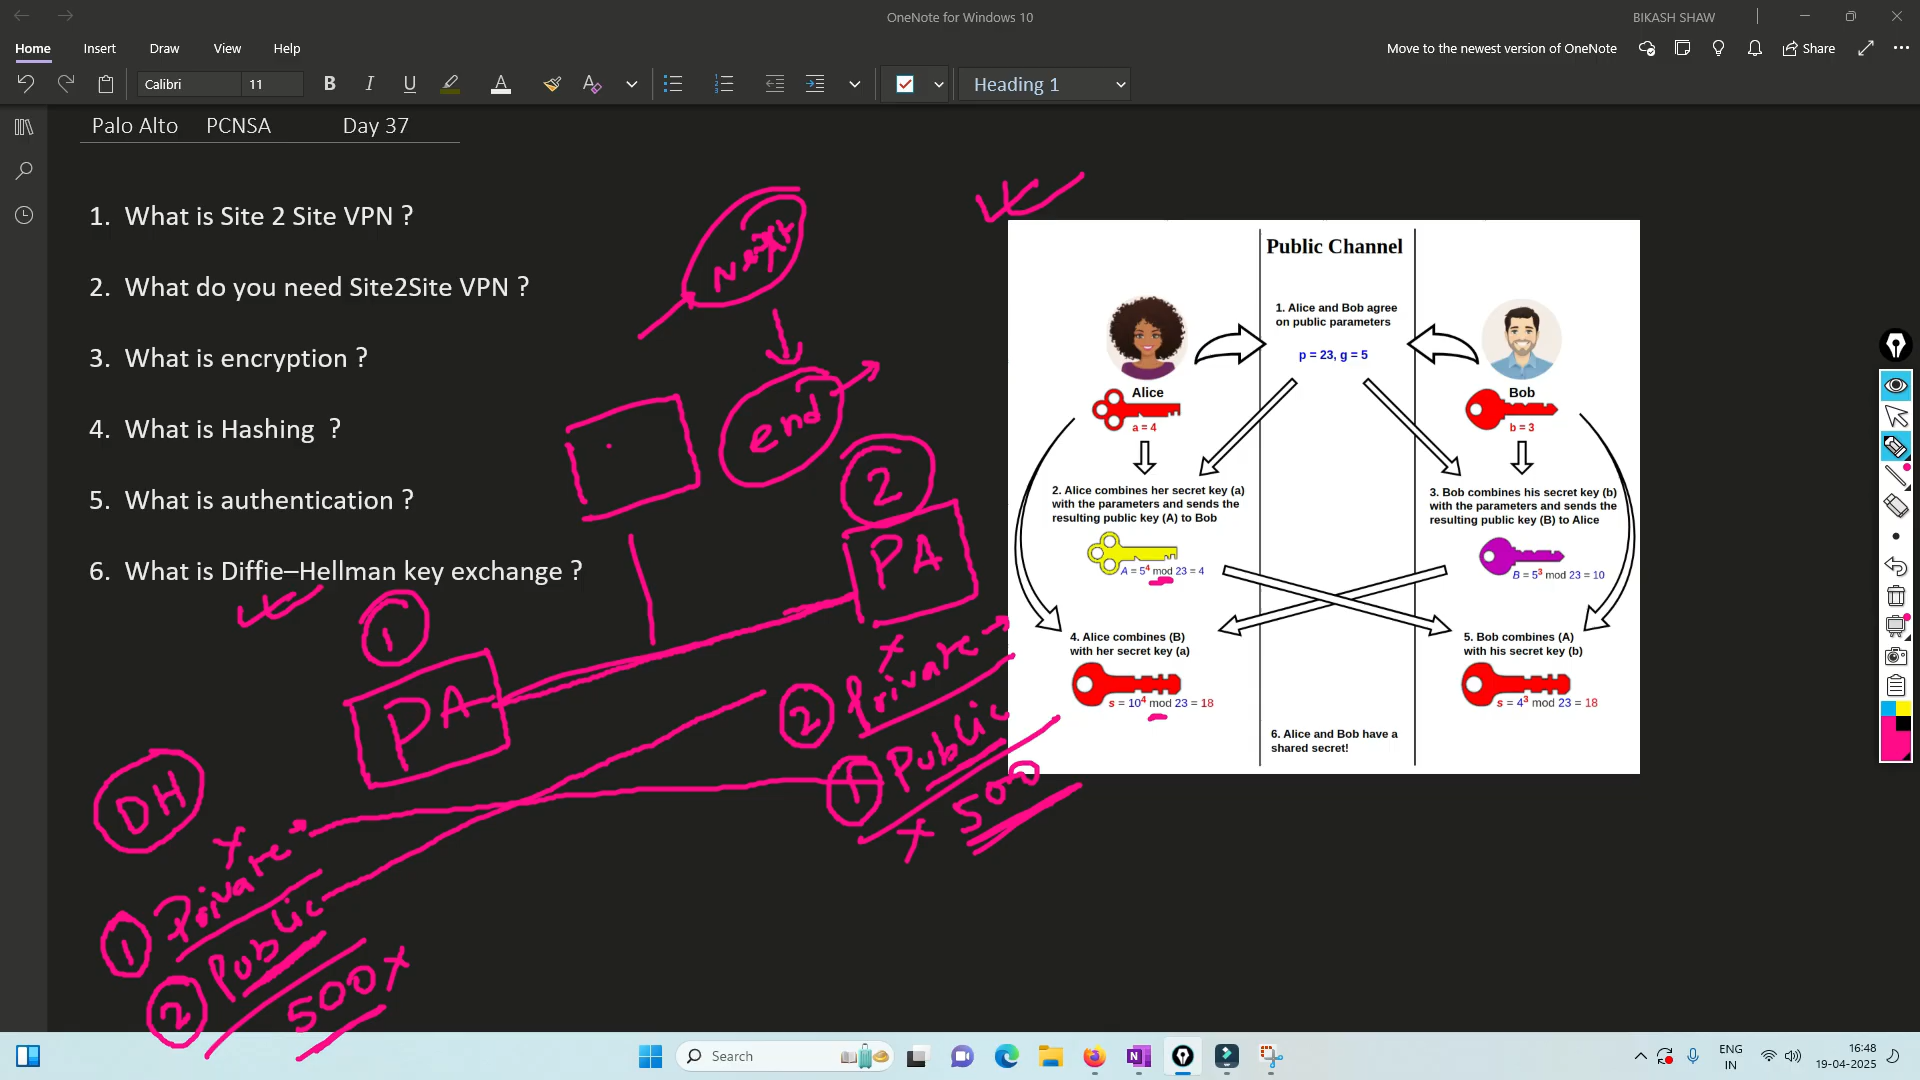 OneNote for Windows 10
BIKASH SHAW
Home Insert Draw View Help
Move to the newest version of OneNote
Share
Calibri 11
B I U A A
Heading 1
Palo Alto PCNSA Day 37
1. What is Site 2 Site VPN ?
2. What do you need Site2Site VPN ?
3. What is encryption ?
4. What is Hashing ?
5. What is authentication ?
6. What is Diffie–Hellman key exchange ?
end
2
PA
1
PA
DH
1 Private
2 Public
500
2 Private
1 Public
500
Public Channel
1. Alice and Bob agree
on public parameters
p = 23, g = 5
Alice
a = 4
Bob
b = 3
2. Alice combines her secret key (a)
with the parameters and sends the
resulting public key (A) to Bob
A = 5⁴ mod 23 = 4
3. Bob combines his secret key (b)
with the parameters and sends the
resulting public key (B) to Alice
B = 5³ mod 23 = 10
4. Alice combines (B)
with her secret key (a)
s = 10⁴ mod 23 = 18
5. Bob combines (A)
with his secret key (b)
s = 4³ mod 23 = 18
6. Alice and Bob have a
shared secret!
Search
ENG
IN
16:48
19-04-2025